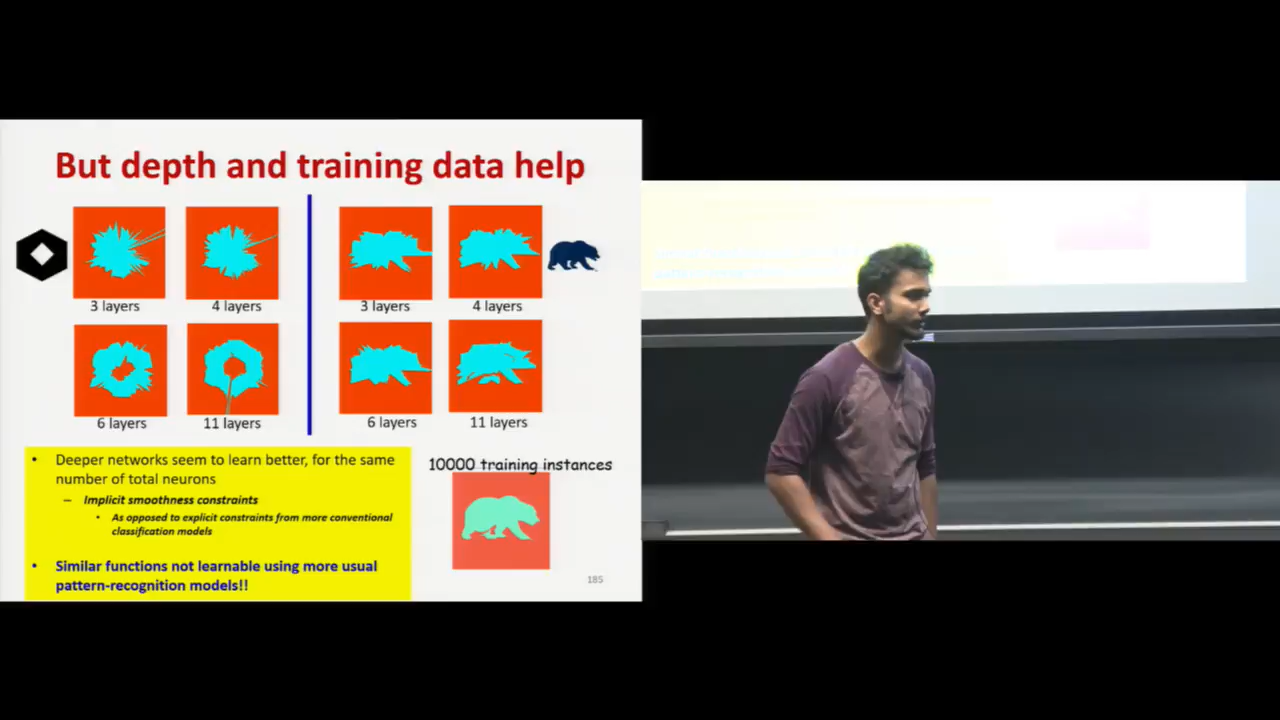 But depth and training data help
3 layers
4 layers
3 layers
4 layers
6 layers
11 layers
6 layers
11 layers
• Deeper networks seem to learn better, for the same
number of total neurons
– Implicit smoothness constraints
• As opposed to explicit constraints from more conventional
classification models
• Similar functions not learnable using more usual
pattern-recognition models!!
10000 training instances
185